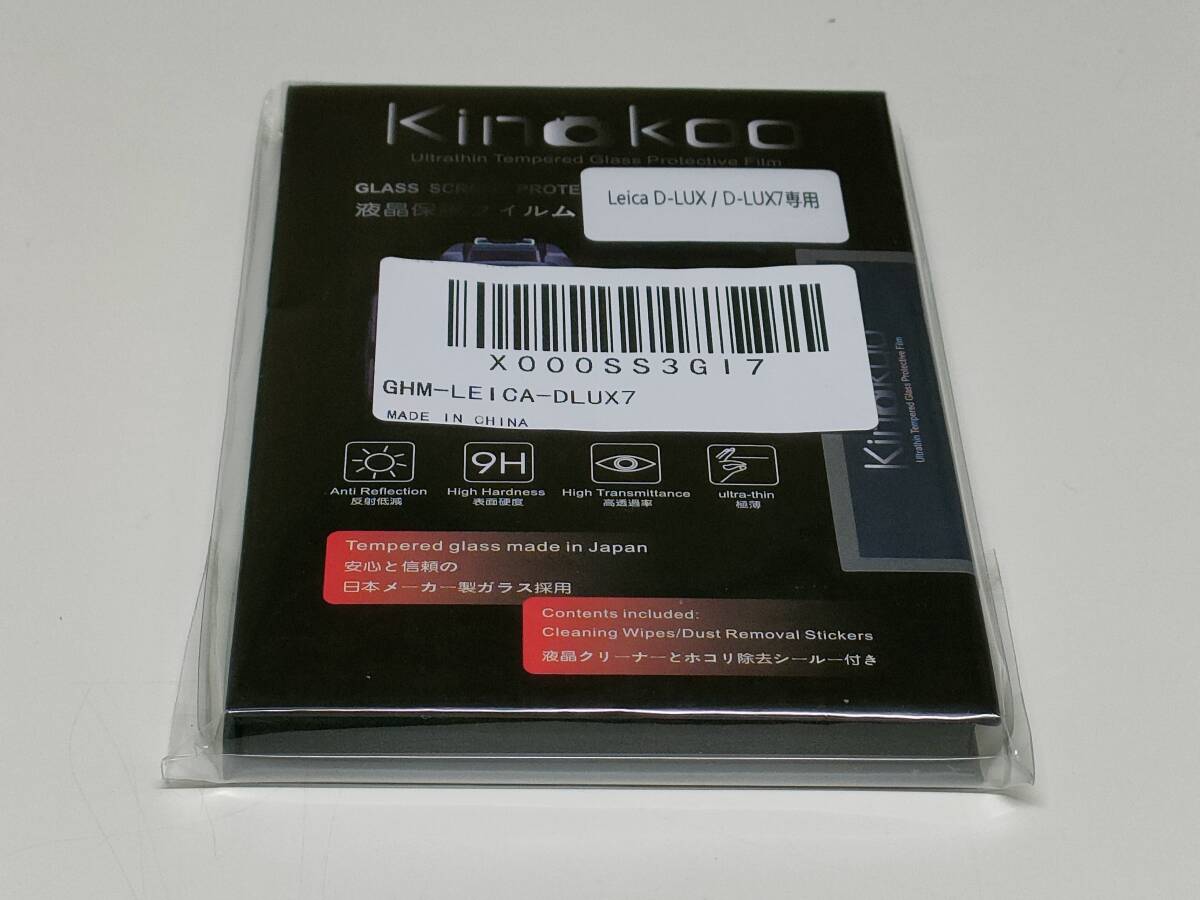 Kinokoo
Ultrathin Tempered Glass Protective Film
GLASS
液晶保
イルム
Leica D-LUX / D-LUX7専用
X000SS3GI7
GHM-LEICA-DLUX7
MADE IN CHINA
Kinokoo
Ultrathin Tempered Glass Protective Film
Anti Reflection
反射低減
9H
High Hardness
表面硬度
High Transmittance
高透過率
ultra-thin
極薄
Tempered glass made in Japan
安心と信頼の
日本メーカー製ガラス採用
Contents included:
Cleaning Wipes/Dust Removal Stickers
液晶クリーナーとホコリ除去シールー付き